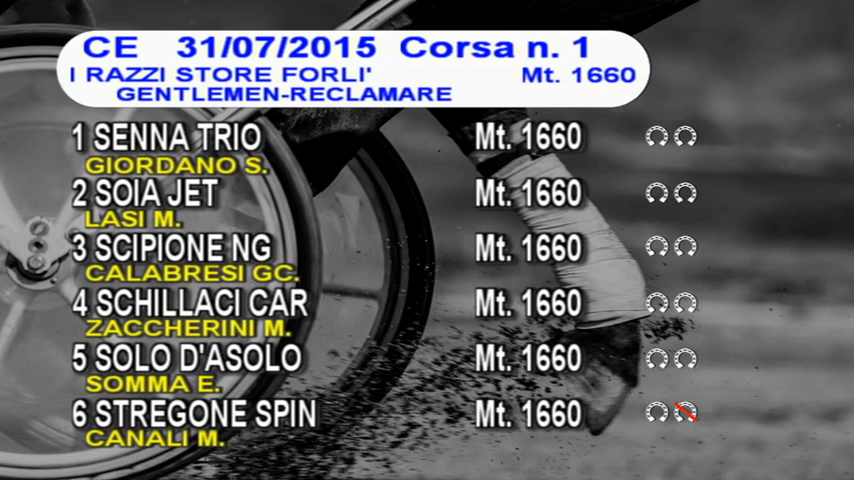 CE 31/07/2015 Corsa n. 1
I RAZZI STORE FORLI' Mt. 1660
GENTLEMEN-RECLAMARE
1 SENNA TRIO Mt. 1660
GIORDANO S.
2 SOIA JET Mt. 1660
LASI M.
3 SCIPIONE NG Mt. 1660
CALABRESI GC.
4 SCHILLACI CAR Mt. 1660
ZACCHERINI M.
5 SOLO D'ASOLO Mt. 1660
SOMMA E.
6 STREGONE SPIN Mt. 1660
CANALI M.